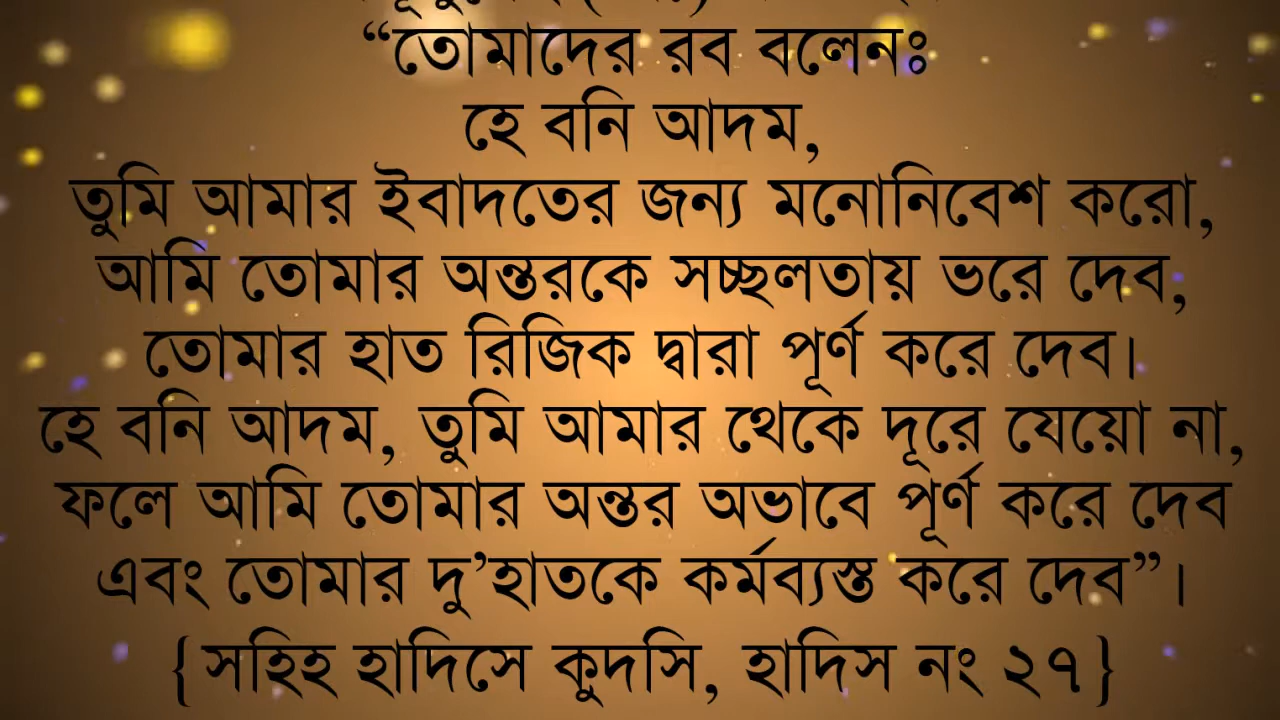 “তোমাদের রব বলেনঃ
হে বনি আদম,
তুমি আমার ইবাদতের জন্য মনোনিবেশ করো,
আমি তোমার অন্তরকে সচ্ছলতায় ভরে দেব,
তোমার হাত রিজিক দ্বারা পূর্ণ করে দেব।
হে বনি আদম, তুমি আমার থেকে দূরে যেয়ো না,
ফলে আমি তোমার অন্তর অভাবে পূর্ণ করে দেব
এবং তোমার দু’হাতকে কর্মব্যস্ত করে দেব”।
{সহিহ হাদিসে কুদসি, হাদিস নং ২৭}